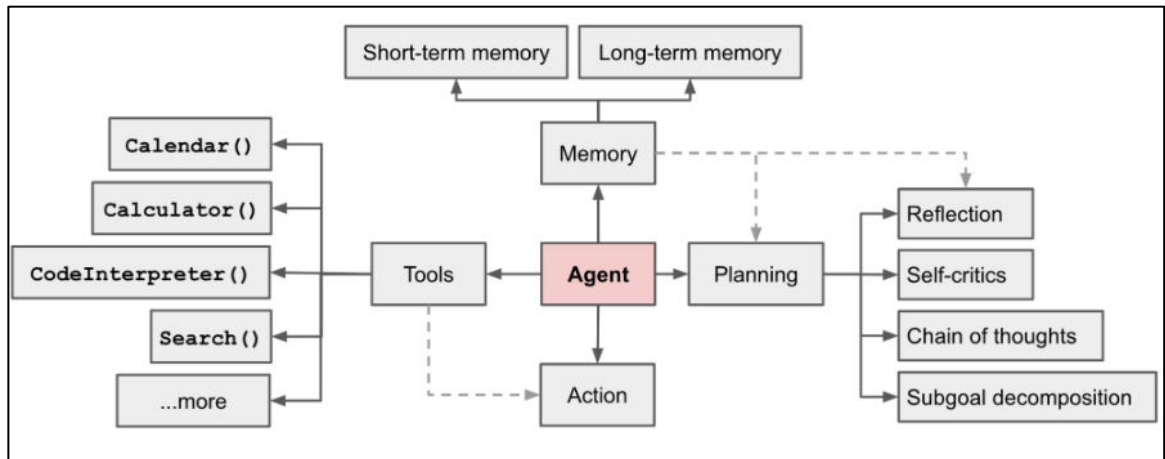 Short-term memory
Long-term memory
Calendar()
Memory
Calculator()
Reflection
CodeInterpreter()
Tools
Agent
Planning
Self-critics
Search()
Chain of thoughts
...more
Action
Subgoal decomposition